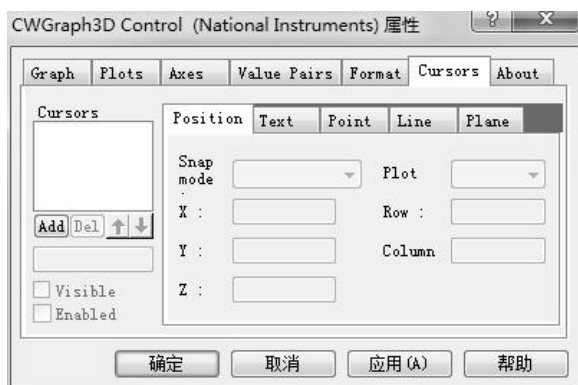 CWGraph3D Control (National Instruments) 属性
Graph Plots Axes Value Pairs Format Cursors About
Cursors
Position Text Point Line Plane
Snap mode :
Plot
X :
Row :
Add Del
Y :
Column
Visible
Z :
Enabled
确定 取消 应用(A) 帮助